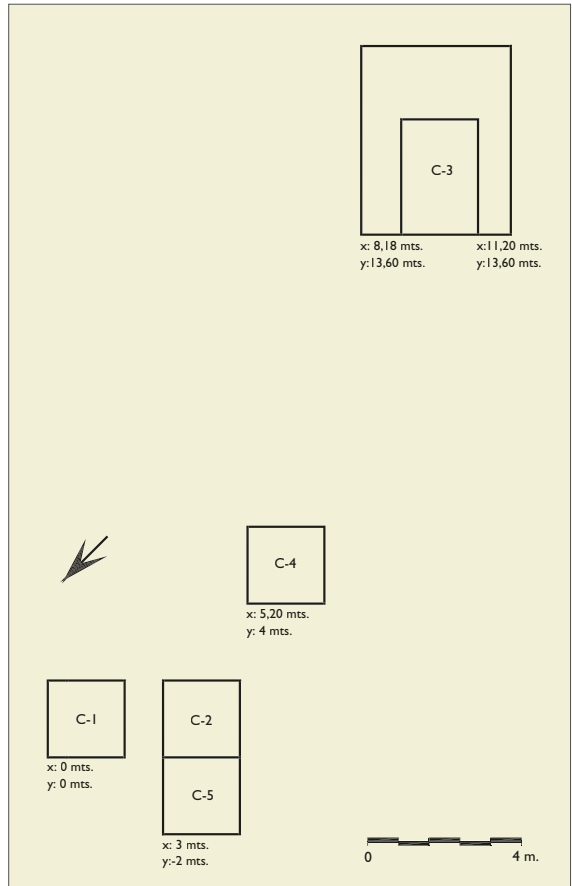 C-3
x: 8,18 mts.
y:13,60 mts.
x:11,20 mts.
y:13,60 mts.
C-4
x: 5,20 mts.
y: 4 mts.
C-1
x: 0 mts.
y: 0 mts.
C-2
C-5
x: 3 mts.
y:-2 mts.
0
4 m.